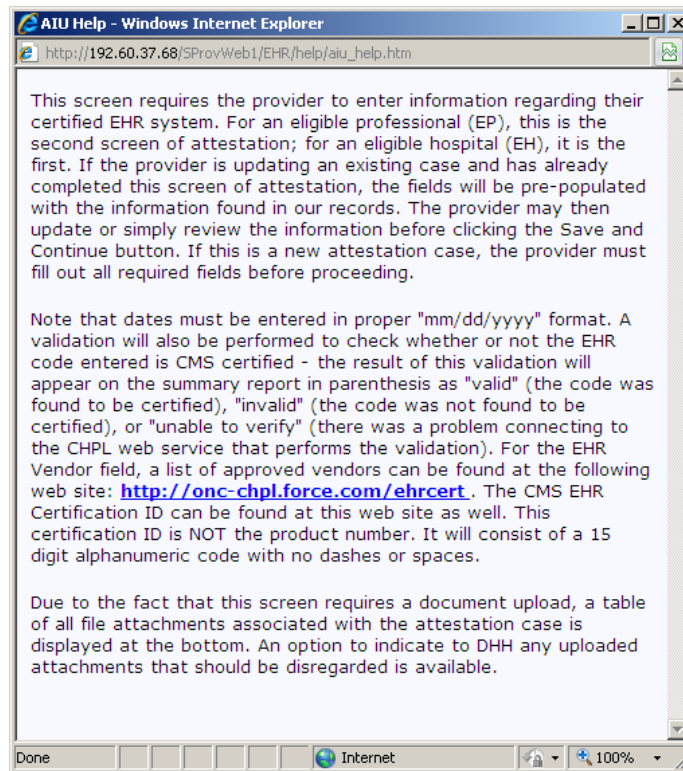 AIU Help - Windows Internet Explorer
http://192.60.37.68/SProvWeb1/EHR/help/aiu_help.htm
This screen requires the provider to enter information regarding their
certified EHR system. For an eligible professional (EP), this is the
second screen of attestation; for an eligible hospital (EH), it is the
first. If the provider is updating an existing case and has already
completed this screen of attestation, the fields will be pre-populated
with the information found in our records. The provider may then
update or simply review the information before clicking the Save and
Continue button. If this is a new attestation case, the provider must
fill out all required fields before proceeding.
Note that dates must be entered in proper "mm/dd/yyyy" format. A
validation will also be performed to check whether or not the EHR
code entered is CMS certified - the result of this validation will
appear on the summary report in parenthesis as "valid" (the code was
found to be certified), "invalid" (the code was not found to be
certified), or "unable to verify" (there was a problem connecting to
the CHPL web service that performs the validation). For the EHR
Vendor field, a list of approved vendors can be found at the following
web site: http://onc-chpl.force.com/ehrcert . The CMS EHR
Certification ID can be found at this web site as well. This
certification ID is NOT the product number. It will consist of a 15
digit alphanumeric code with no dashes or spaces.
Due to the fact that this screen requires a document upload, a table
of all file attachments associated with the attestation case is
displayed at the bottom. An option to indicate to DHH any uploaded
attachments that should be disregarded is available.
Done Internet 100%